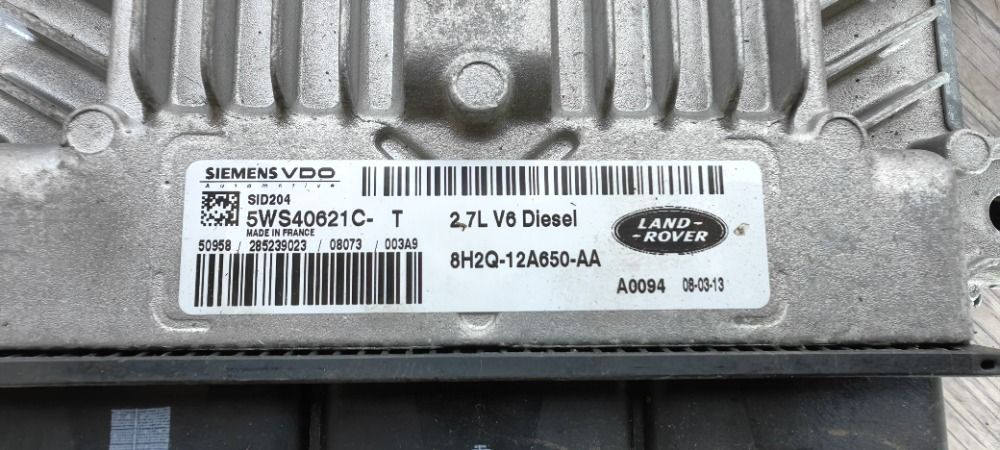 SIEMENS VDO
Automotive
SID204
5WS40621C- T
MADE IN FRANCE
50958 / 285239023 / 08073 / 003A9
2,7L V6 Diesel
8H2Q-12A650-AA
LAND-
-ROVER
A0094 08-03-13